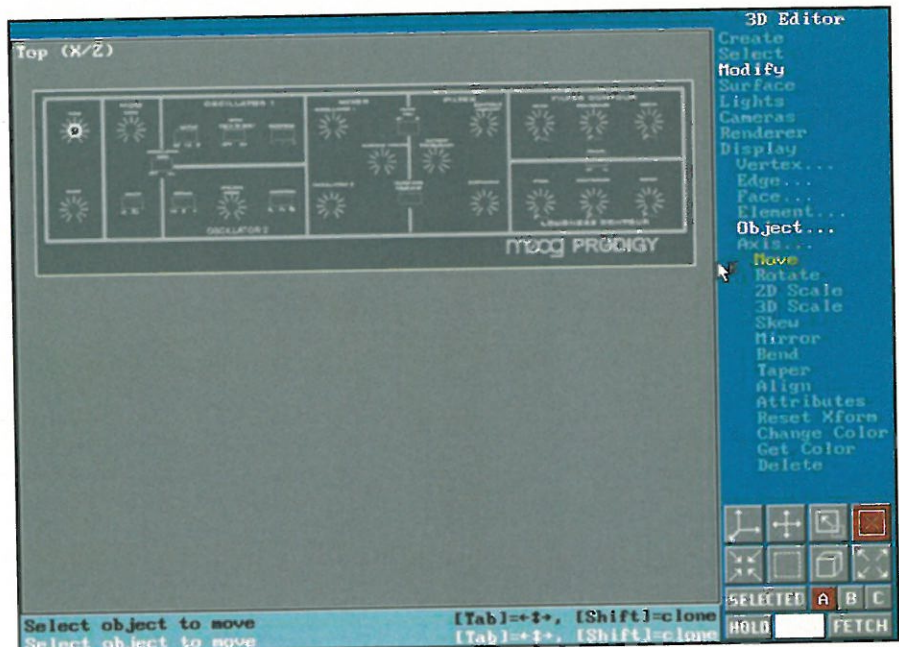 3D Editor
Top (X/Z)
Create
Select
Modify
Surface
Lights
Cameras
Renderer
Display
Vertex...
Edge...
Face...
Element...
Object...
Axis...
Move
Rotate
2D Scale
3D Scale
Skew
Mirror
Bend
Taper
Align
Attributes
Reset Xform
Change Color
Get Color
Delete
OSCILLATOR 1
MIXER
FILTER
FILTER CONTOUR
OSCILLATOR 2
LOUDNESS CONTOUR
moog PRODIGY
SELECTED A B C
HOLD FETCH
Select object to move [Tab]=←↕→, [Shift]=clone
Select object to move [Tab]=←↕→, [Shift]=clone